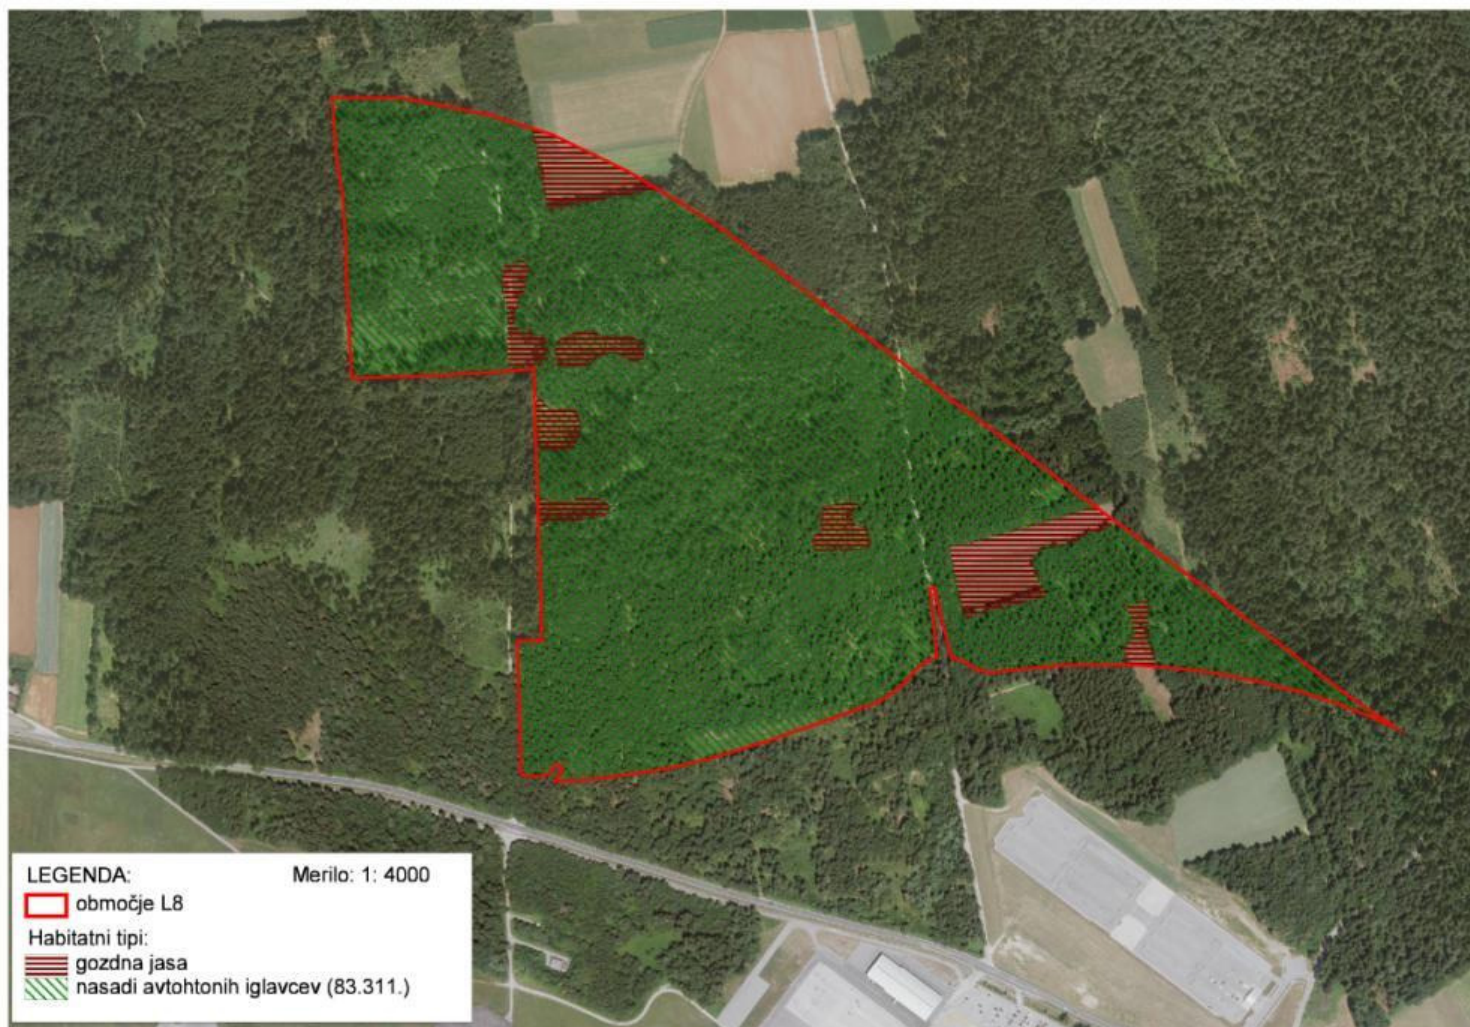 LEGENDA: Merilo: 1: 4000
območje L8
Habitatni tipi:
gozdna jasa
nasadi avtohtonih iglavcev (83.311.)